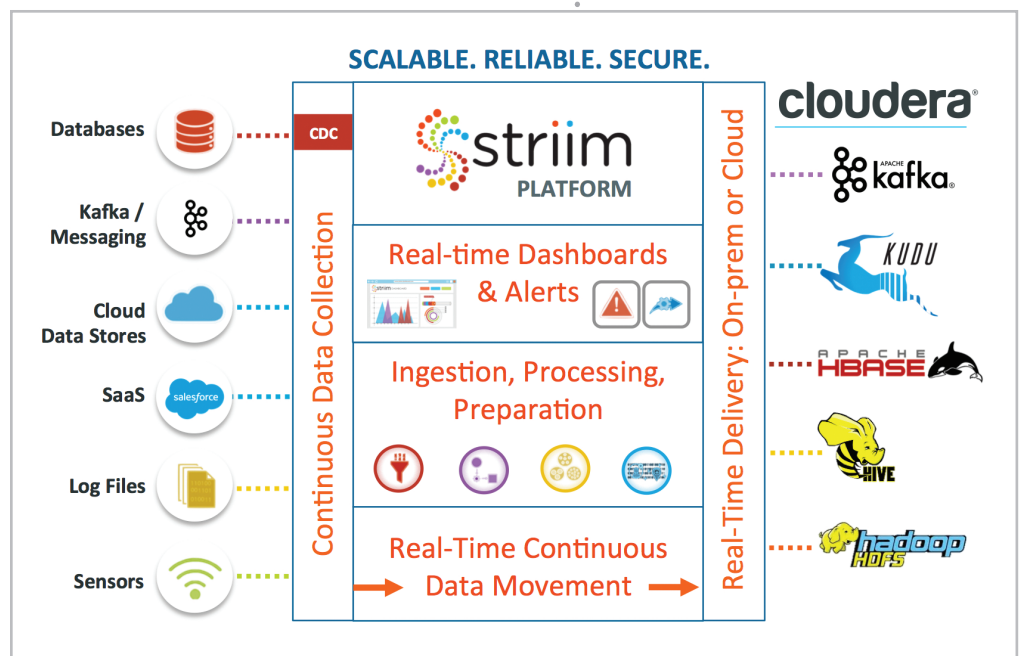 SCALABLE. RELIABLE. SECURE.
Databases
Kafka /
Messaging
Cloud
Data Stores
SaaS
salesforce
Log Files
Sensors
CDC
Continuous Data Collection
striim
PLATFORM
Real-time Dashboards
& Alerts
striim
Ingestion, Processing,
Preparation
Real-Time Continuous
Data Movement
Real-Time Delivery: On-prem or Cloud
cloudera®
APACHE
kafka®
KUDU
APACHE
HBASE
HIVE
hadoop
HDFS